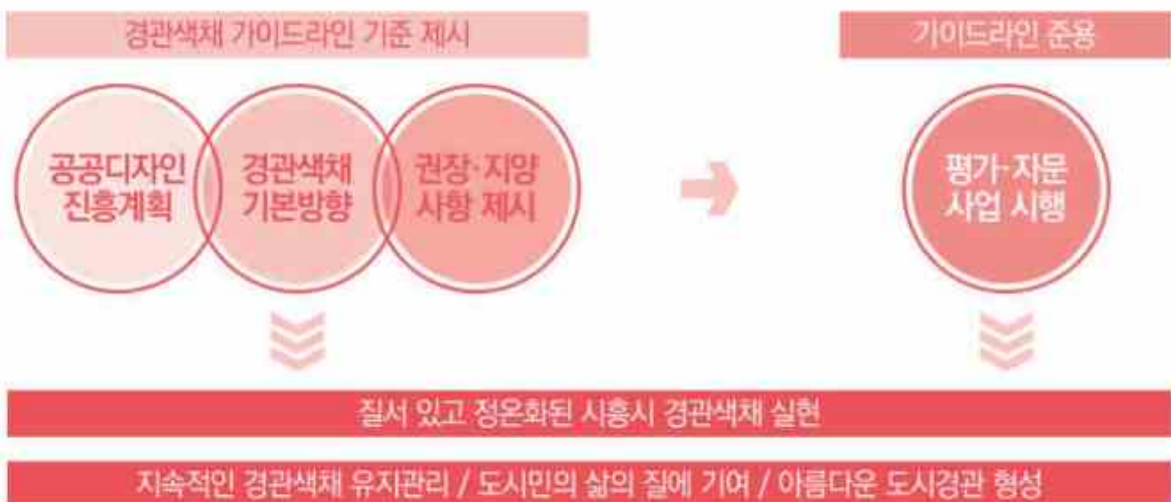 경관색채 가이드라인 기준 제시
가이드라인 준용
공공디자인
진흥계획
경관색채
기본방향
권장·지양
사항 제시
평가·자문
사업 시행
질서 있고 정온화된 시흥시 경관색채 실현
지속적인 경관색채 유지관리 / 도시민의 삶의 질에 기여 / 아름다운 도시경관 형성